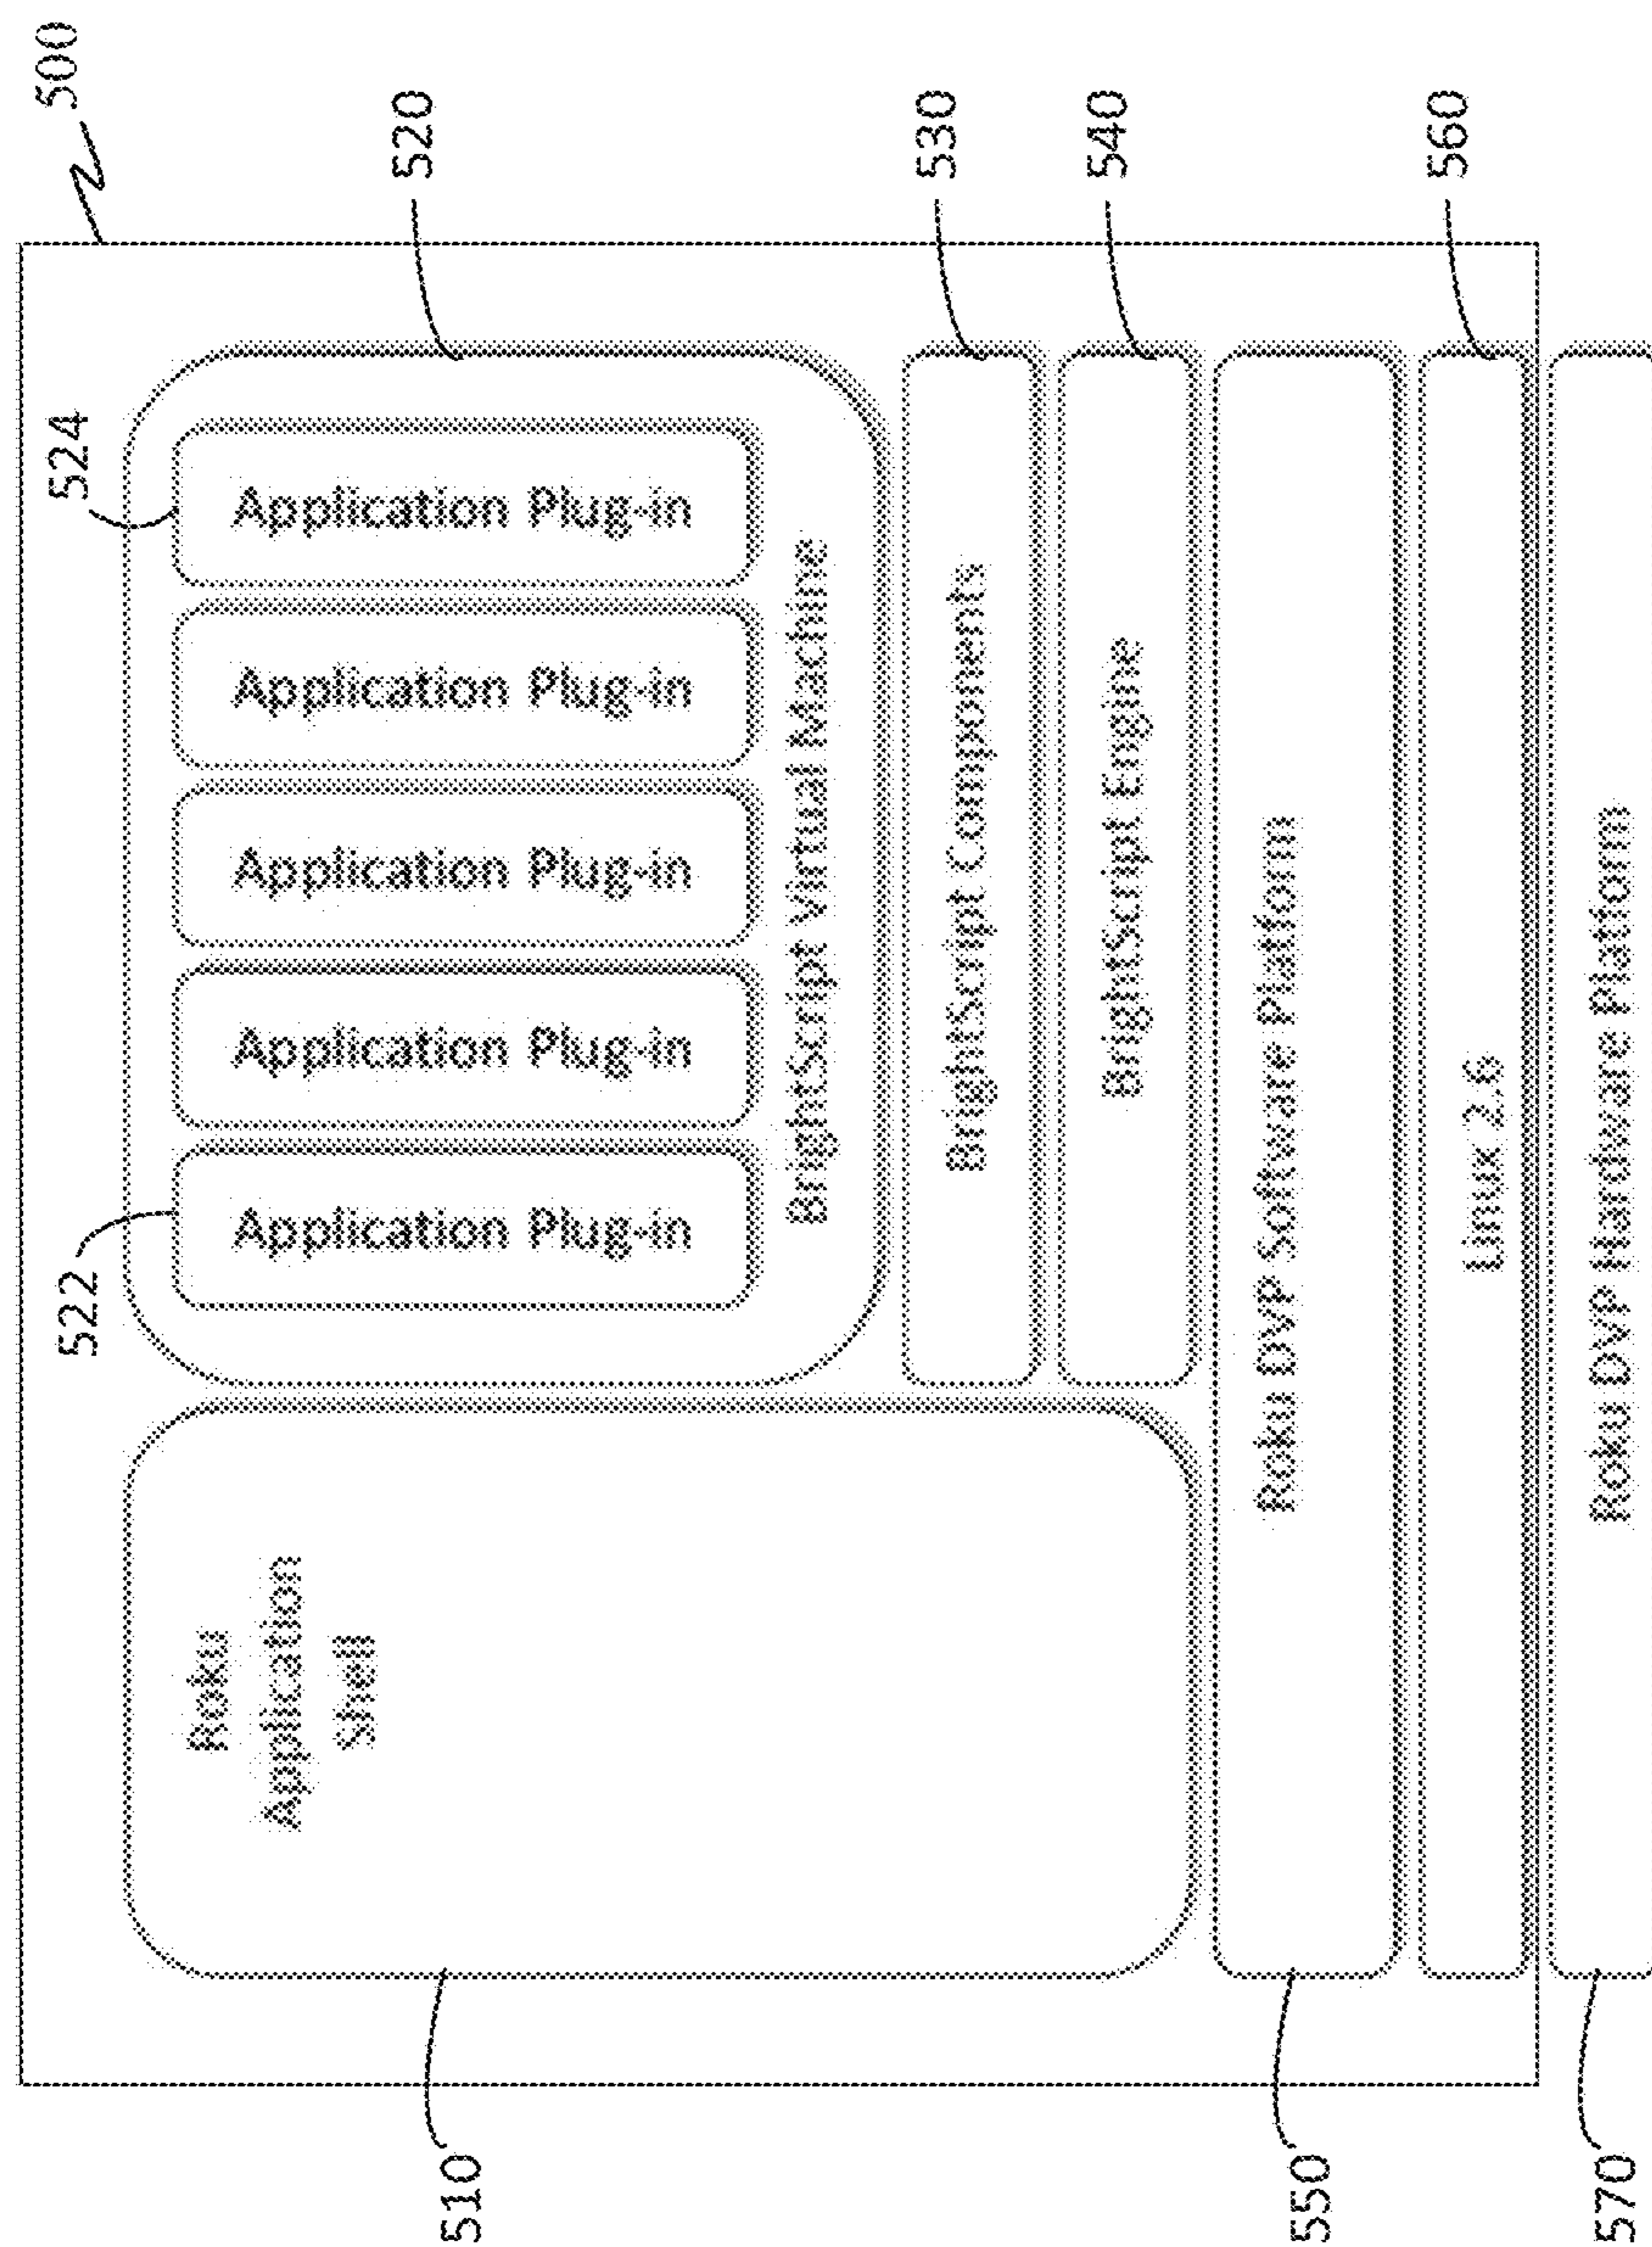 500
522
524
Roku
Application
Shell
Application Plug-in
Application Plug-in
Application Plug-in
Application Plug-in
Application Plug-in
520
510
BrightScript Virtual Machine
BrightScript Components
530
BrightScript Engine
540
Roku DVP Software Platform
550
Linux 2.6
560
Roku DVP Hardware Platform
570